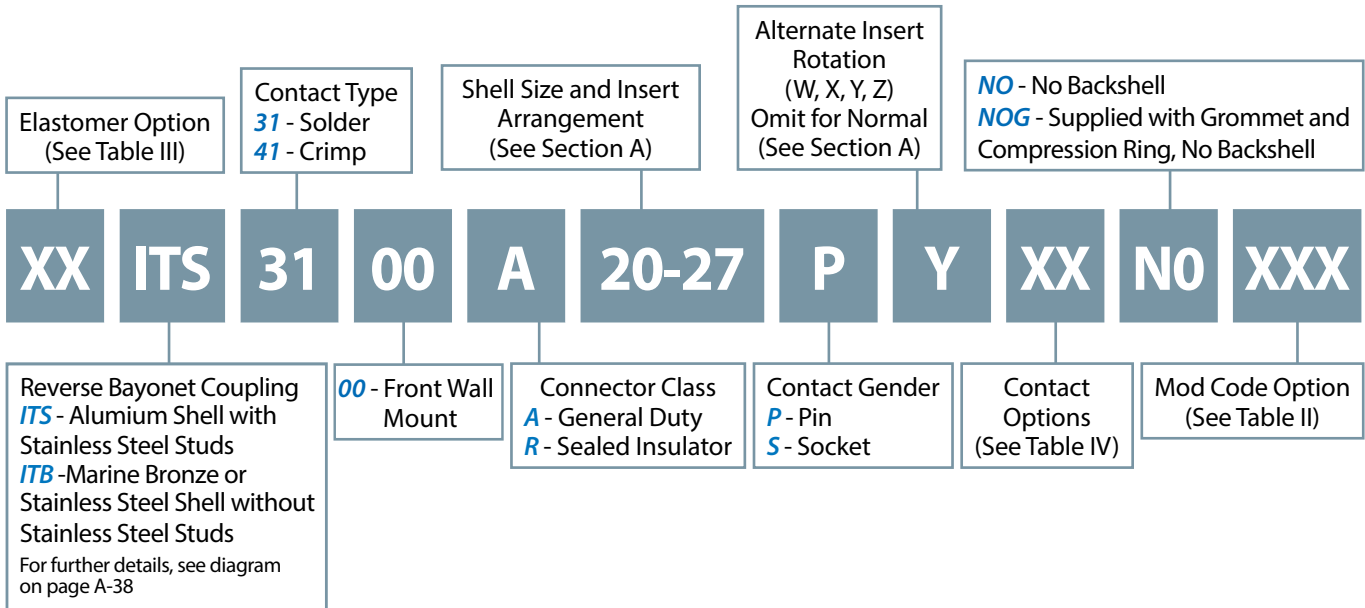 Elastomer Option
(See Table III)
Contact Type
31 - Solder
41 - Crimp
Shell Size and Insert
Arrangement
(See Section A)
Alternate Insert
Rotation
(W, X, Y, Z)
Omit for Normal
(See Section A)
NO - No Backshell
NOG - Supplied with Grommet and
Compression Ring, No Backshell
XX ITS 31 00 A 20-27 P Y XX N0 XXX
Reverse Bayonet Coupling
ITS - Alumium Shell with
Stainless Steel Studs
ITB -Marine Bronze or
Stainless Steel Shell without
Stainless Steel Studs
For further details, see diagram
on page A-38
00 - Front Wall
Mount
Connector Class
A - General Duty
R - Sealed Insulator
Contact Gender
P - Pin
S - Socket
Contact
Options
(See Table IV)
Mod Code Option
(See Table II)